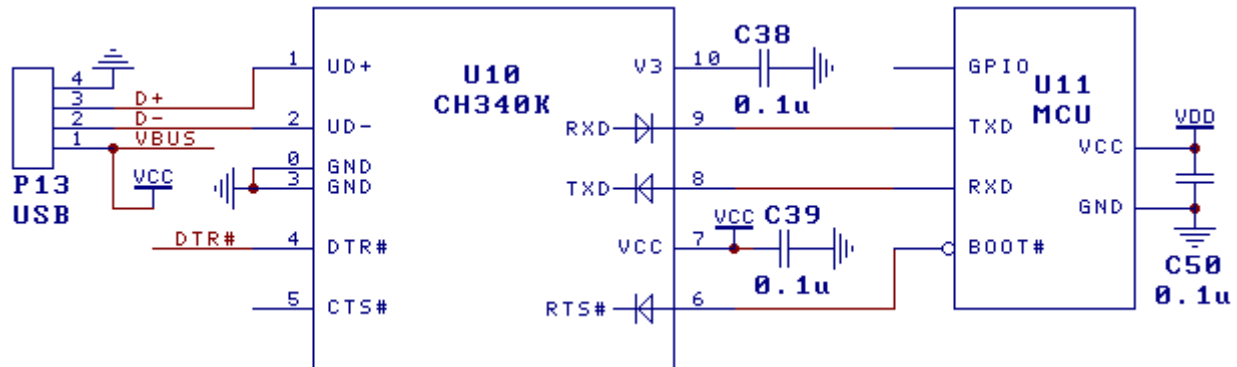 4
3
2
1
D+
D-
VBUS
VCC
P13
USB
DTR#
1
2
0
3
4
5
UD+
UD-
GND
GND
DTR#
CTS#
U10
CH340K
V3
RXD
TXD
VCC
RTS#
10
9
8
7
6
C38
0.1u
VCC
C39
0.1u
GPIO
TXD
RXD
BOOT#
U11
MCU
VCC
GND
VDD
C50
0.1u